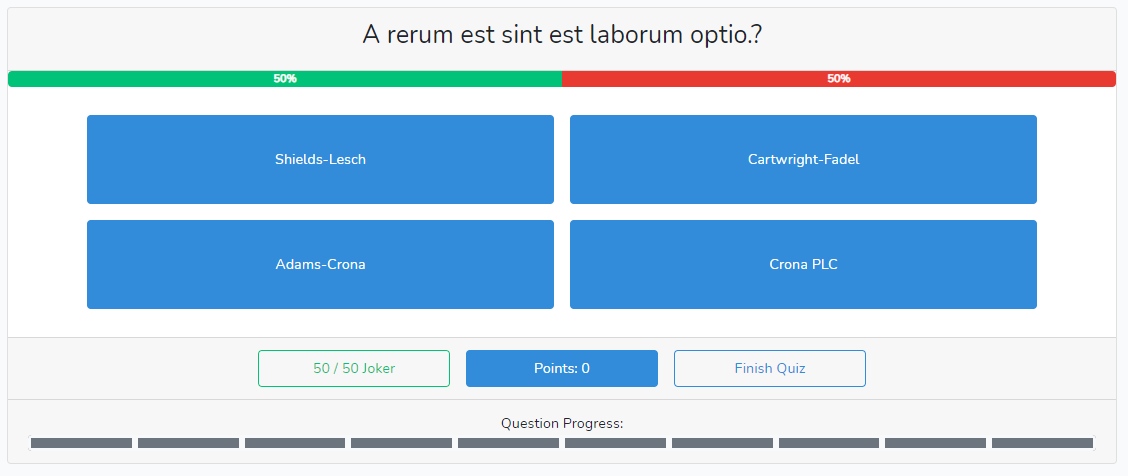 A rerum est sint est laborum optio.?
50%
50%
Shields-Lesch
Cartwright-Fadel
Adams-Crona
Crona PLC
50 / 50 Joker
Points: 0
Finish Quiz
Question Progress: